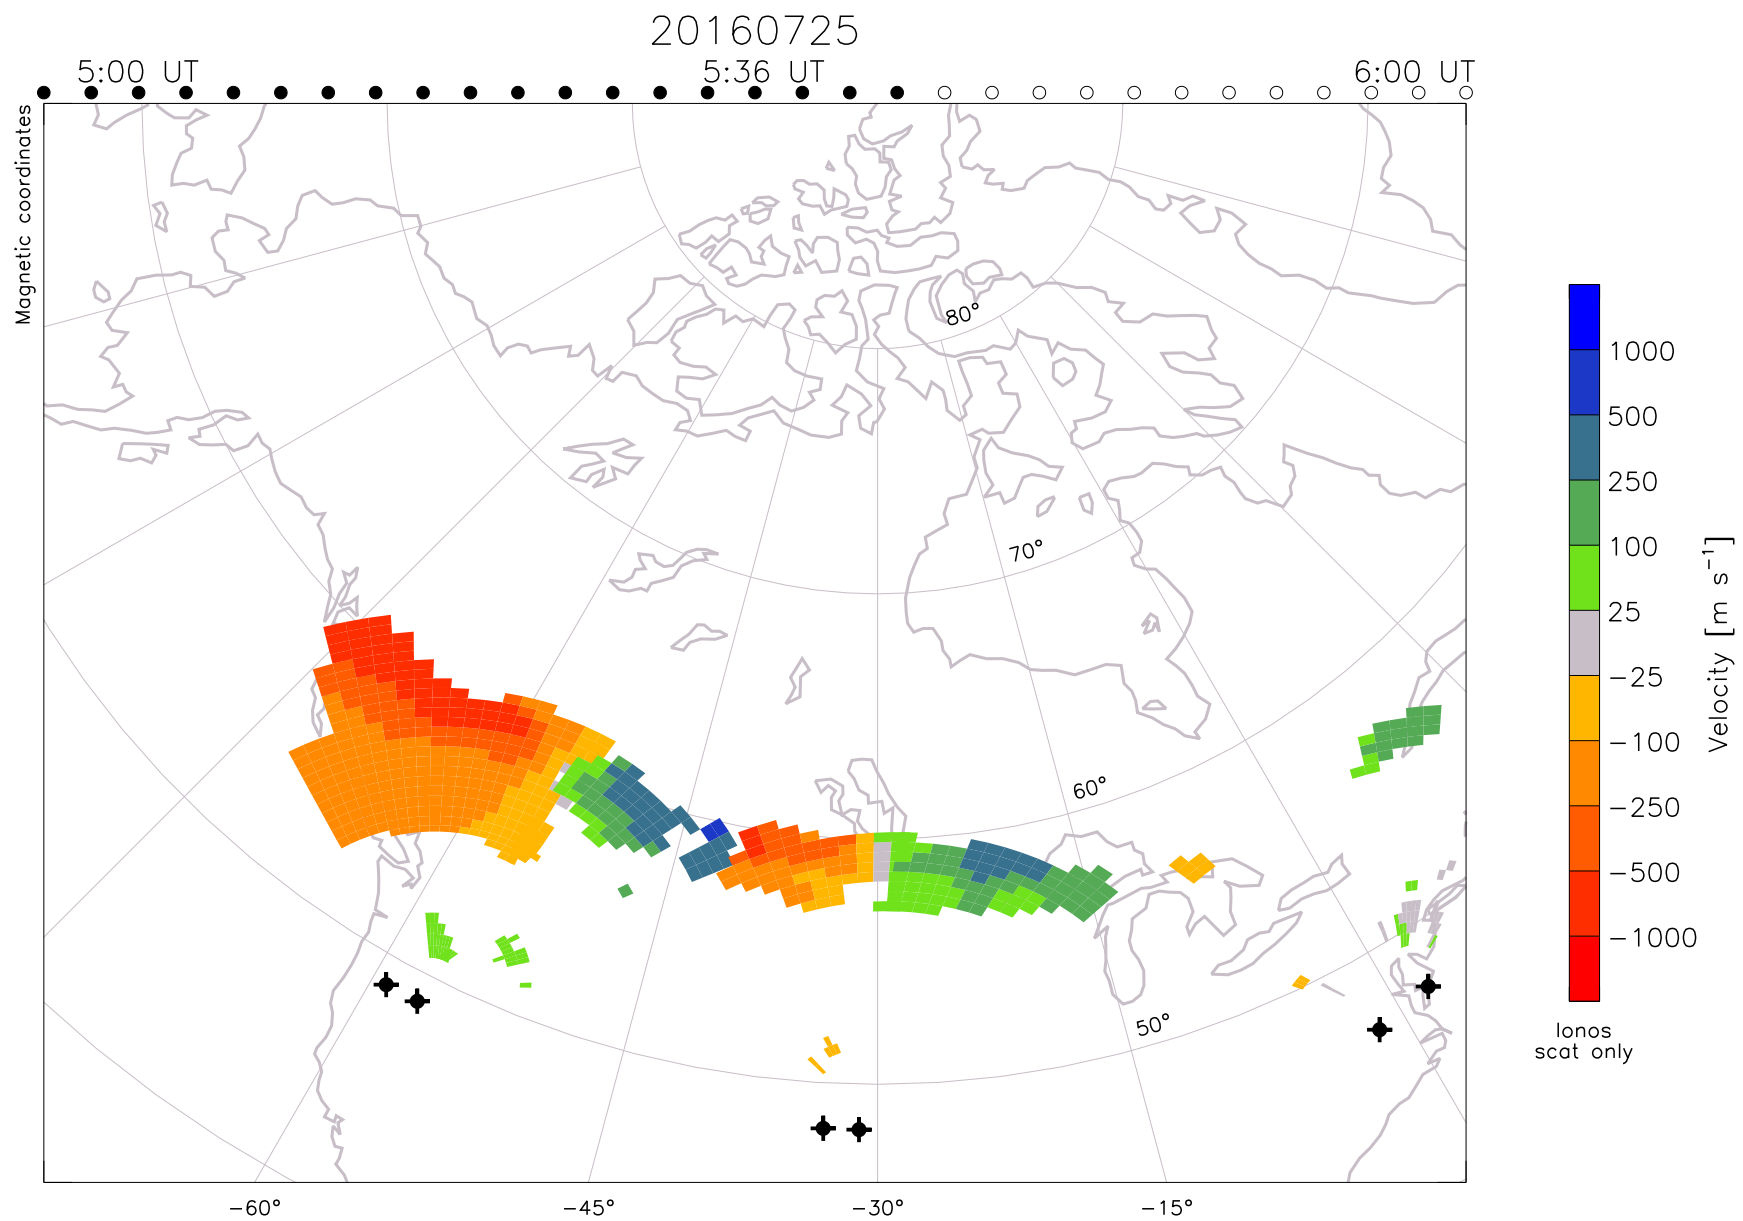 20160725
5:00 UT
5:36 UT
6:00 UT
Magnetic coordinates
80°
70°
60°
50°
−60°
−45°
−30°
−15°
1000
500
250
100
25
−25
−100
−250
−500
−1000
Velocity [m s⁻¹]
Ionos
scat only